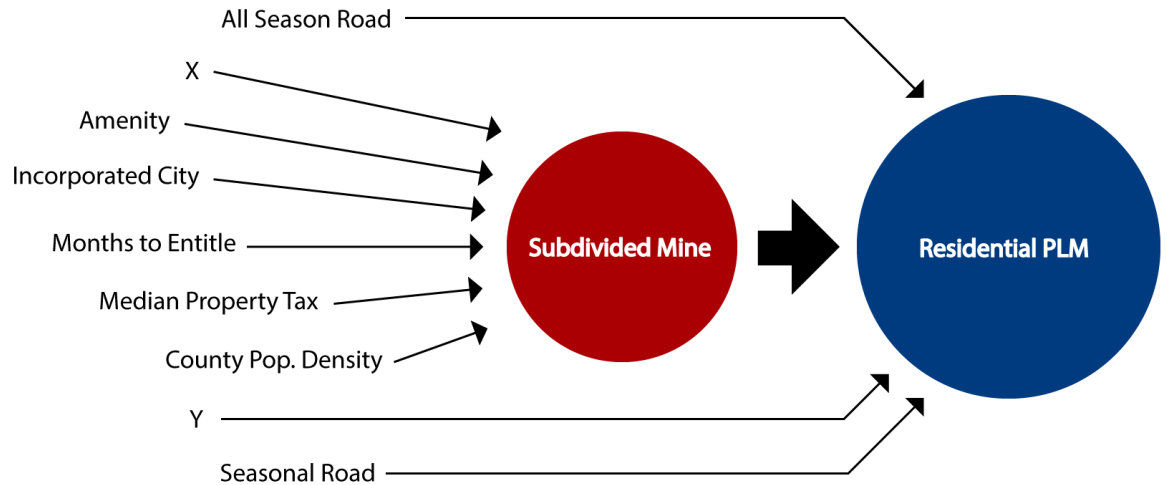 All Season Road
X
Amenity
Incorporated City
Months to Entitle
Median Property Tax
County Pop. Density
Y
Seasonal Road
Subdivided Mine
Residential PLM